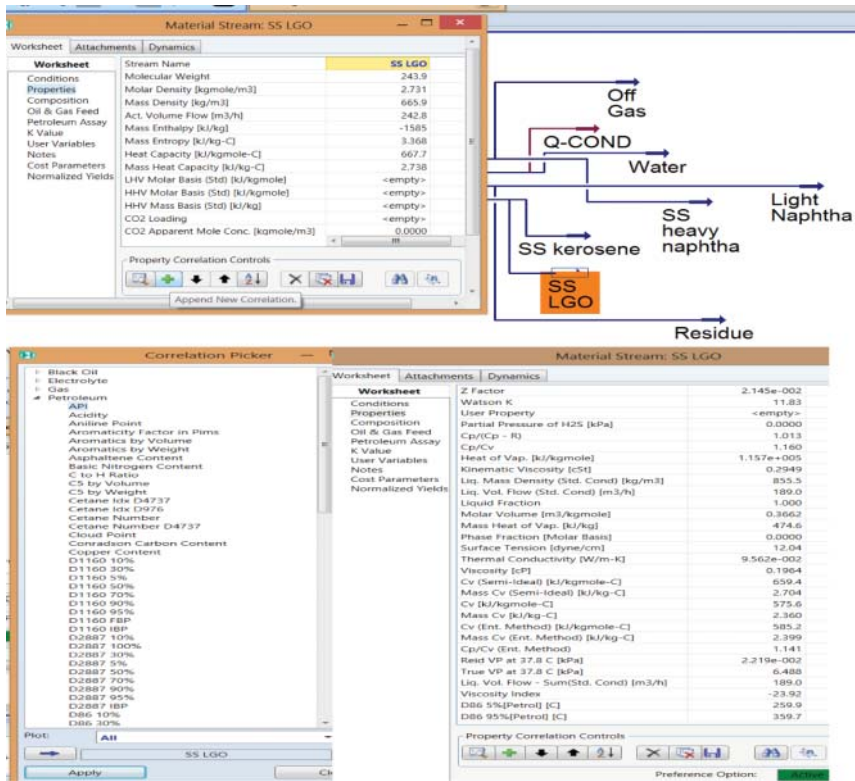 Material Stream: SS LGO
Worksheet Attachments Dynamics
Worksheet
Conditions
Properties
Composition
Oil & Gas Feed
Petroleum Assay
K Value
User Variables
Notes
Cost Parameters
Normalized Yields
Stream Name SS LGO
Molecular Weight 243.9
Molar Density [kgmole/m3] 2.731
Mass Density [kg/m3] 665.9
Act. Volume Flow [m3/h] 242.8
Mass Enthalpy [kJ/kg] -1585
Mass Entropy [kJ/kg-C] 3.368
Heat Capacity [kJ/kgmole-C] 667.7
Mass Heat Capacity [kJ/kg-C] 2.738
LHV Molar Basis (Std) [kJ/kgmole] <empty>
HHV Molar Basis (Std) [kJ/kgmole] <empty>
HHV Mass Basis (Std) [kJ/kg] <empty>
CO2 Loading <empty>
CO2 Apparent Mole Conc. [kgmole/m3] 0.0000
Property Correlation Controls
Append New Correlation.
Off
Gas
Q-COND
Water
Light
Naphtha
SS
heavy
naphtha
SS kerosene
SS
LGO
Residue
Correlation Picker
Black Oil
Electrolyte
Gas
Petroleum
API
Acidity
Aniline Point
Aromaticity Factor in Pims
Aromatics by Volume
Aromatics by Weight
Asphaltene Content
Basic Nitrogen Content
C to H Ratio
C5 by Volume
C5 by Weight
Cetane Idx D4737
Cetane Idx D976
Cetane Number
Cetane Number D4737
Cloud Point
Conradson Carbon Content
Copper Content
D1160 10%
D1160 30%
D1160 5%
D1160 50%
D1160 70%
D1160 90%
D1160 95%
D1160 FBP
D1160 IBP
D2887 10%
D2887 100%
D2887 30%
D2887 5%
D2887 50%
D2887 70%
D2887 90%
D2887 95%
D2887 IBP
D86 10%
D86 30%
Plot: All
SS LGO
Apply
Material Stream: SS LGO
Worksheet Attachments Dynamics
Worksheet
Conditions
Properties
Composition
Oil & Gas Feed
Petroleum Assay
K Value
User Variables
Notes
Cost Parameters
Normalized Yields
Z Factor 2.145e-002
Watson K 11.83
User Property <empty>
Partial Pressure of H2S [kPa] 0.0000
Cp/(Cp - R) 1.013
Cp/Cv 1.160
Heat of Vap. [kJ/kgmole] 1.157e+005
Kinematic Viscosity [cSt] 0.2949
Liq. Mass Density (Std. Cond) [kg/m3] 855.5
Liq. Vol. Flow (Std. Cond) [m3/h] 189.0
Liquid Fraction 1.000
Molar Volume [m3/kgmole] 0.3662
Mass Heat of Vap. [kJ/kg] 474.6
Phase Fraction [Molar Basis] 0.0000
Surface Tension [dyne/cm] 12.04
Thermal Conductivity [W/m-K] 9.562e-002
Viscosity [cP] 0.1964
Cv (Semi-Ideal) [kJ/kgmole-C] 659.4
Mass Cv (Semi-Ideal) [kJ/kg-C] 2.704
Cv [kJ/kgmole-C] 575.6
Mass Cv [kJ/kg-C] 2.360
Cv (Ent. Method) [kJ/kgmole-C] 585.2
Mass Cv (Ent. Method) [kJ/kg-C] 2.399
Cp/Cv (Ent. Method) 1.141
Reid VP at 37.8 C [kPa] 2.219e-002
True VP at 37.8 C [kPa] 6.488
Liq. Vol. Flow - Sum(Std. Cond) [m3/h] 189.0
Viscosity Index -23.92
D86 5%[Petrol] [C] 259.9
D86 95%[Petrol] [C] 359.7
Property Correlation Controls
Preference Option: Active